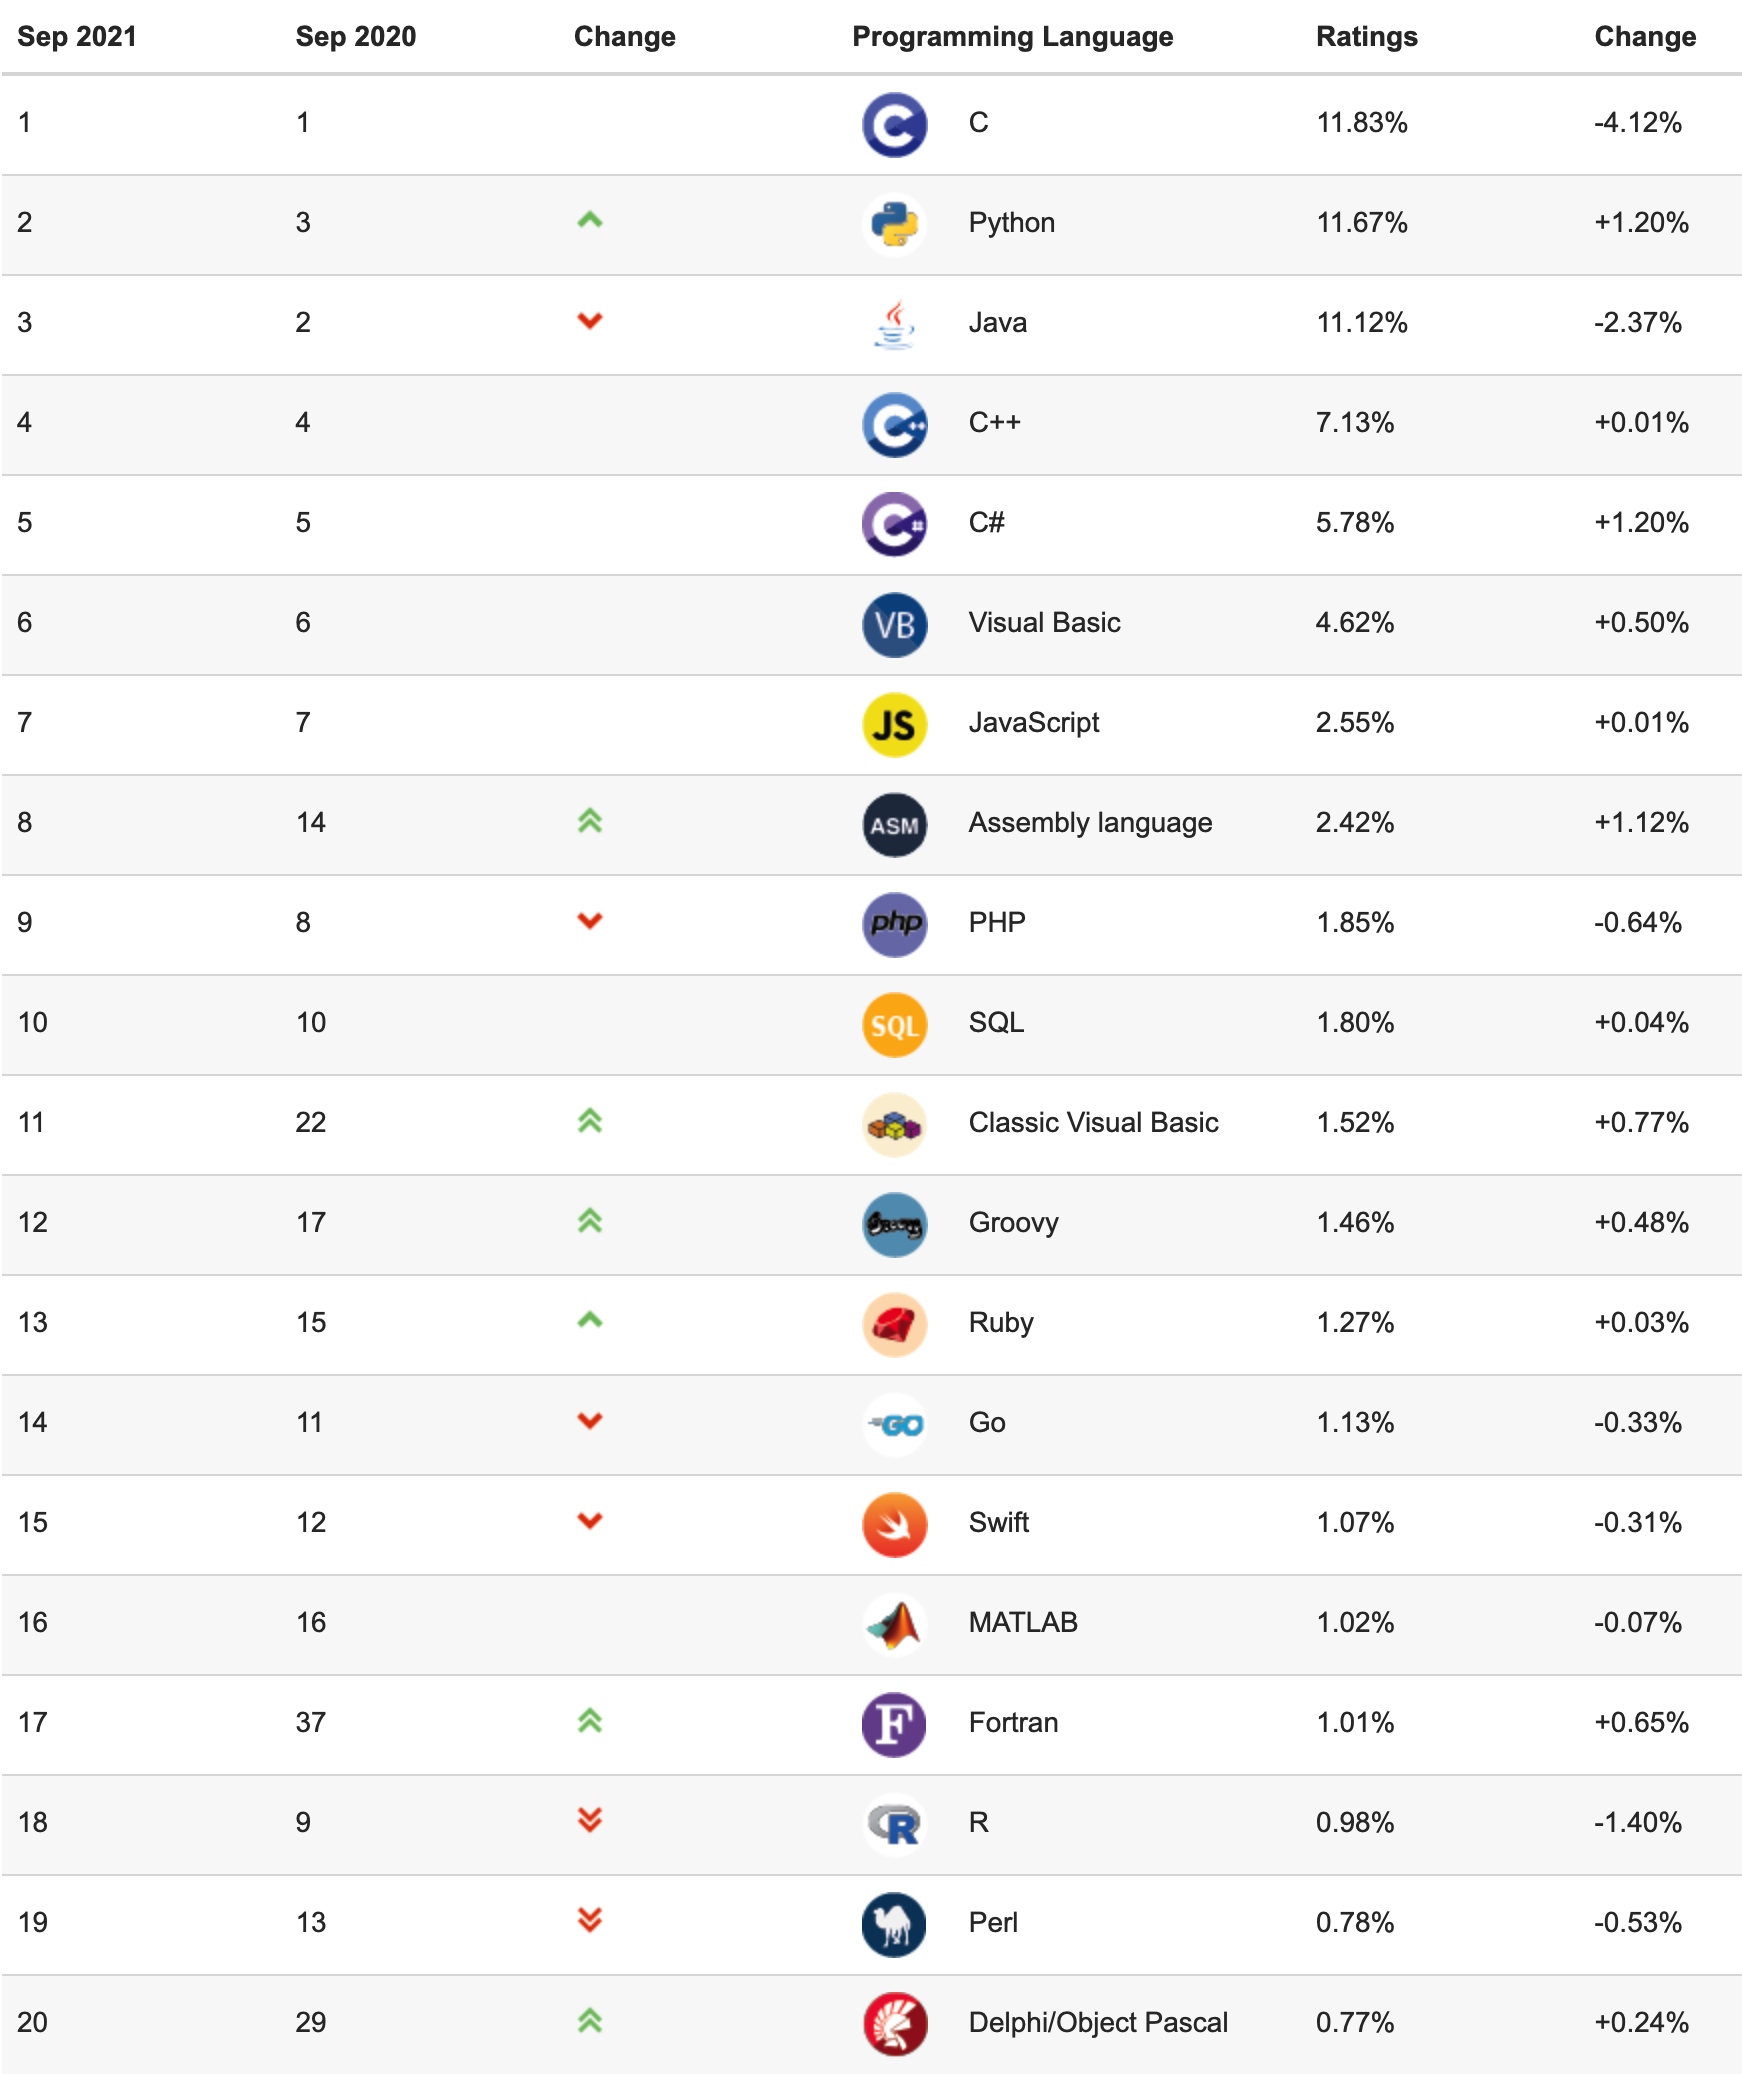 Sep 2021 Sep 2020 Change Programming Language Ratings Change
1 1 C C 11.83% -4.12%
2 3 Python 11.67% +1.20%
3 2 Java 11.12% -2.37%
4 4 C++ C++ 7.13% +0.01%
5 5 C# C# 5.78% +1.20%
6 6 VB Visual Basic 4.62% +0.50%
7 7 JS JavaScript 2.55% +0.01%
8 14 ASM Assembly language 2.42% +1.12%
9 8 php PHP 1.85% -0.64%
10 10 SQL SQL 1.80% +0.04%
11 22 Classic Visual Basic 1.52% +0.77%
12 17 Groovy Groovy 1.46% +0.48%
13 15 Ruby 1.27% +0.03%
14 11 GO Go 1.13% -0.33%
15 12 Swift 1.07% -0.31%
16 16 MATLAB 1.02% -0.07%
17 37 F Fortran 1.01% +0.65%
18 9 R R 0.98% -1.40%
19 13 Perl 0.78% -0.53%
20 29 Delphi/Object Pascal 0.77% +0.24%